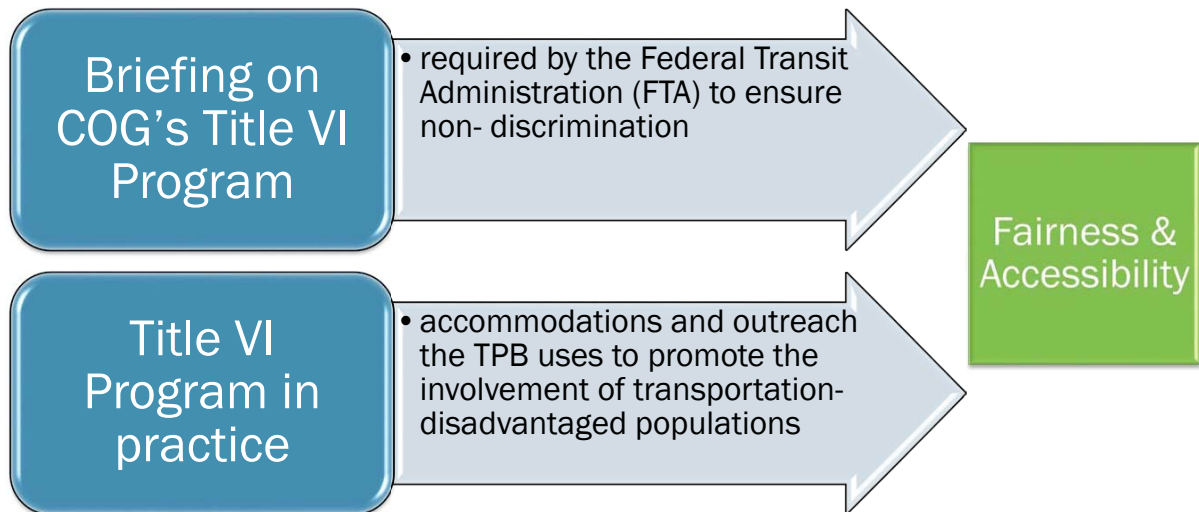 Briefing on
COG’s Title VI
Program
• required by the Federal Transit
Administration (FTA) to ensure
non- discrimination
Title VI
Program in
practice
• accommodations and outreach
the TPB uses to promote the
involvement of transportation-
disadvantaged populations
Fairness &
Accessibility